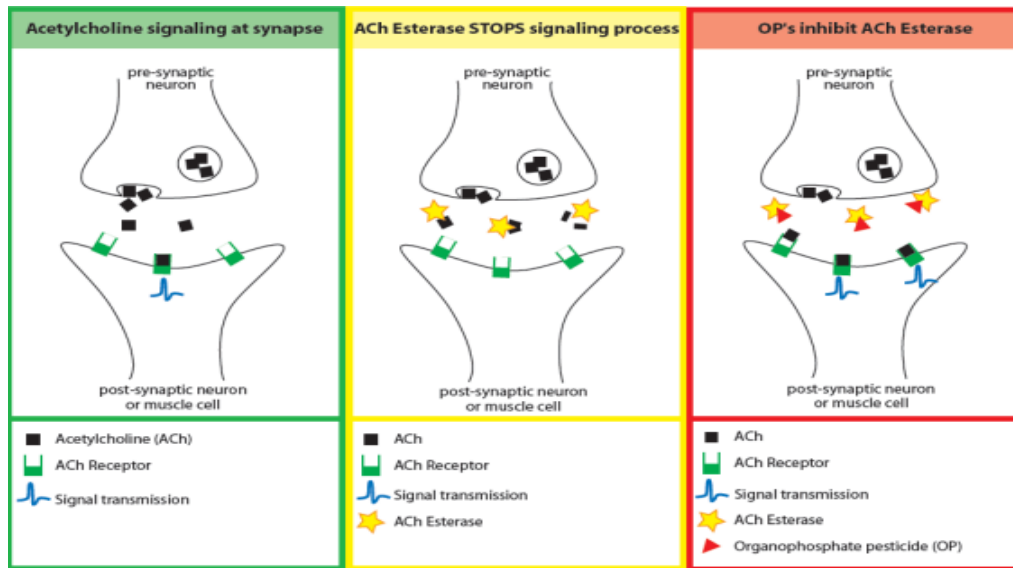 Acetylcholine signaling at synapse
pre-synaptic
neuron
post-synaptic neuron
or muscle cell
Acetylcholine (ACh)
ACh Receptor
Signal transmission
ACh Esterase STOPS signaling process
pre-synaptic
neuron
post-synaptic neuron
or muscle cell
ACh
ACh Receptor
Signal transmission
ACh Esterase
OP's inhibit ACh Esterase
pre-synaptic
neuron
post-synaptic neuron
or muscle cell
ACh
ACh Receptor
Signal transmission
ACh Esterase
Organophosphate pesticide (OP)